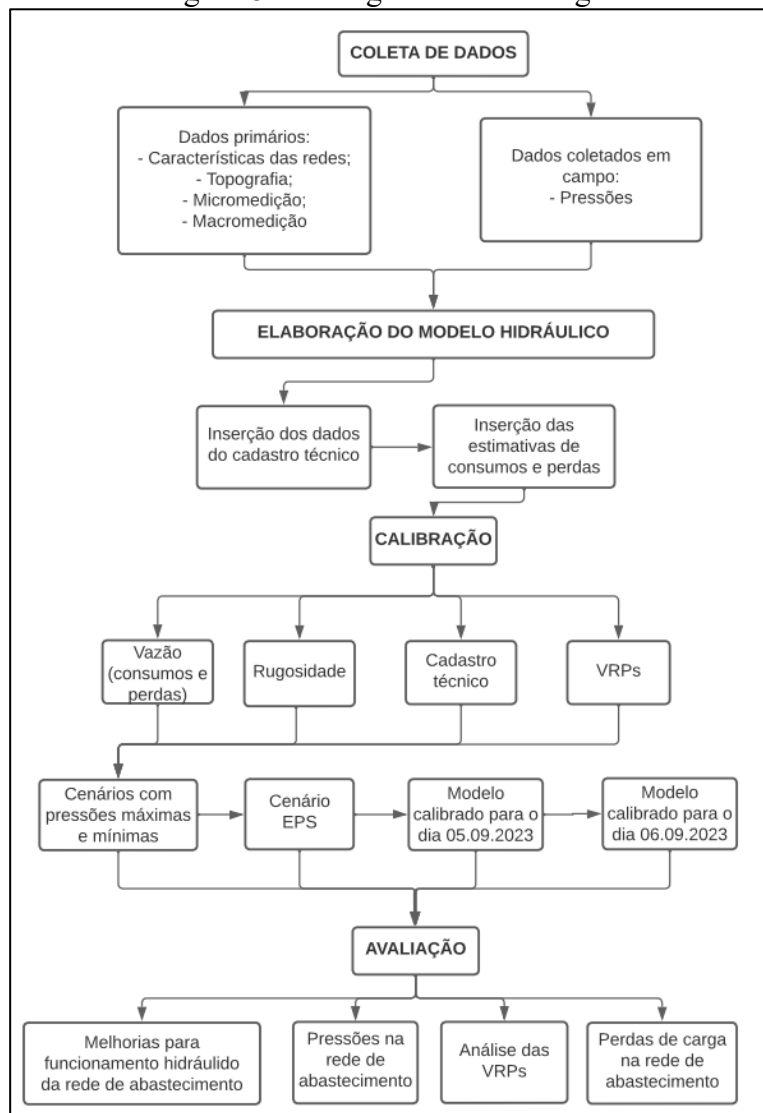 COLETA DE DADOS
Dados primários:
- Características das redes;
- Topografia;
- Micromedição;
- Macromedição
Dados coletados em
campo:
- Pressões
ELABORAÇÃO DO MODELO HIDRÁULICO
Inserção dos dados
do cadastro técnico
Inserção das
estimativas de
consumos e perdas
CALIBRAÇÃO
Vazão
(consumos e
perdas)
Rugosidade
Cadastro
técnico
VRPs
Cenários com
pressões máximas
e mínimas
Cenário
EPS
Modelo
calibrado para o
dia 05.09.2023
Modelo
calibrado para o
dia 06.09.2023
AVALIAÇÃO
Melhorias para
funcionamento hidráulido
da rede de abastecimento
Pressões na
rede de
abastecimento
Análise das
VRPs
Perdas de carga
na rede de
abastecimento